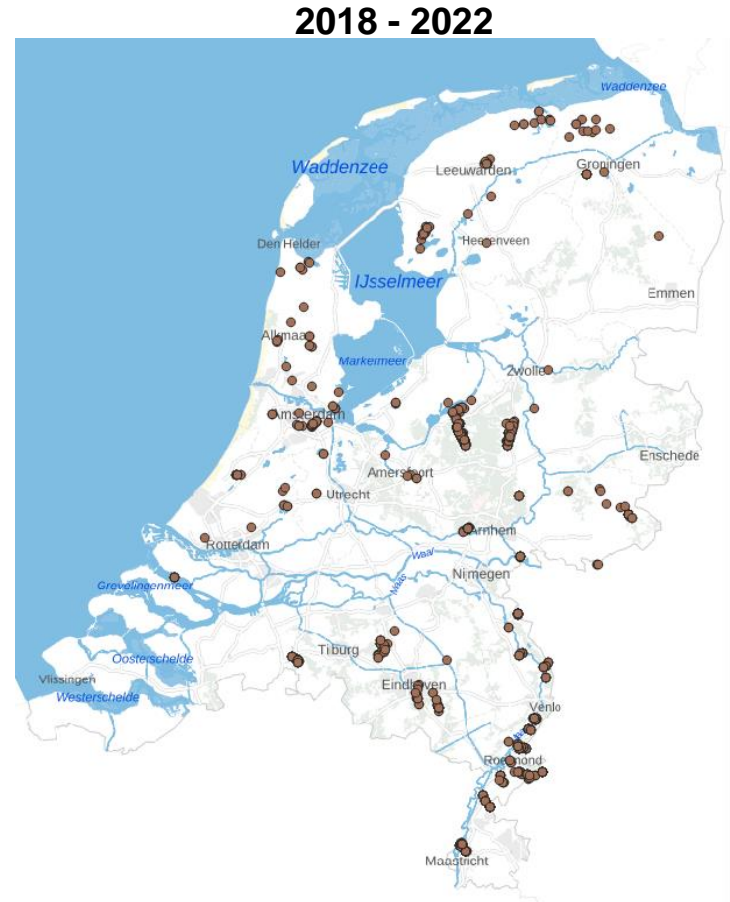 2018 - 2022
Waddenzee
Waddenzee
Leeuwarden
Groningen
Den Helder
Heerenveen
IJsselmeer
Emmen
Alkmaar
Markermeer
Zwolle
Amsterdam
Enschede
Amersfoort
Utrecht
Arnhem
Rotterdam
Waal
Nijmegen
Grevelingenmeer
Maas
Tilburg
Oosterschelde
Vlissingen
Eindhoven
Westerschelde
Venlo
Roermond
Maastricht